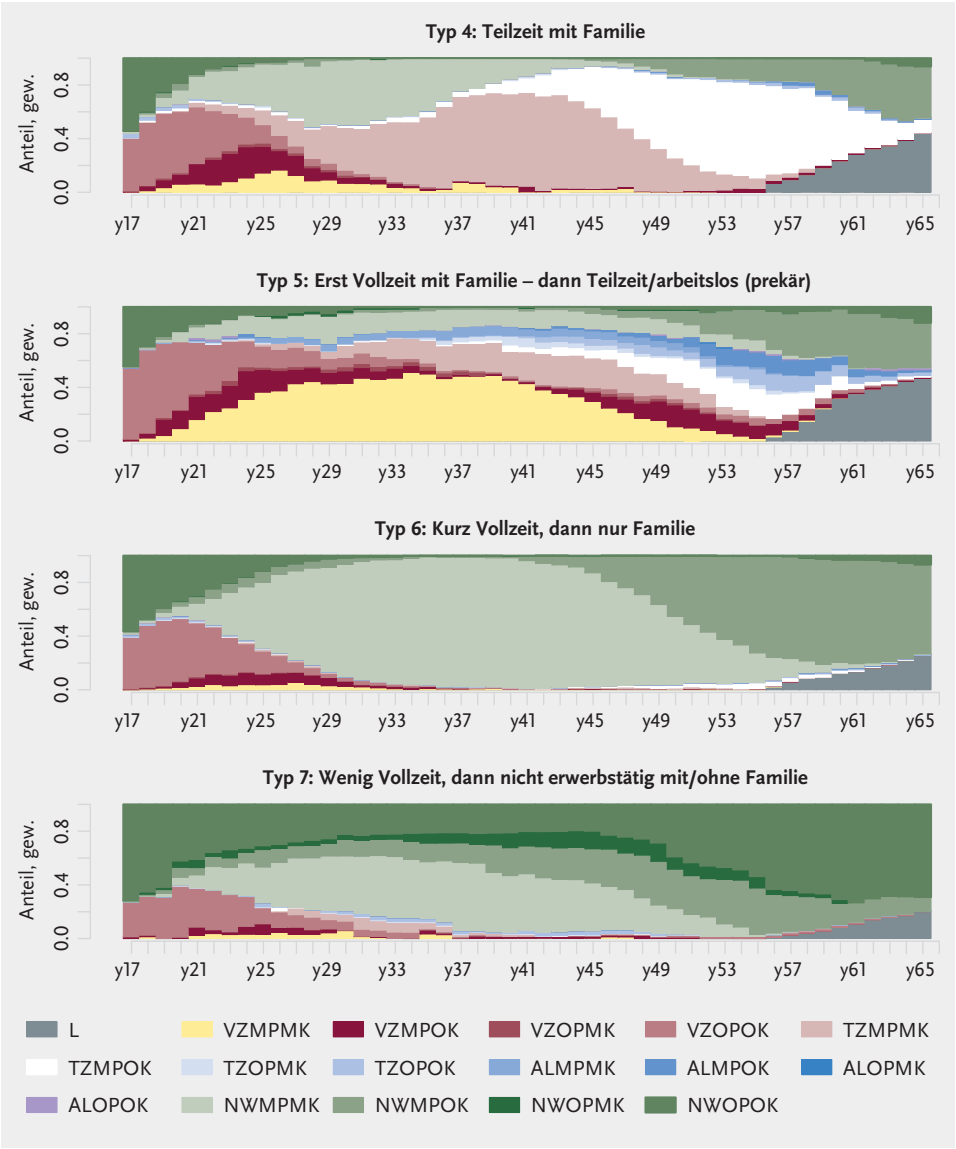 Typ 4: Teilzeit mit Familie
Anteil, gew.
0.8
0.4
0.0
y17 y21 y25 y29 y33 y37 y41 y45 y49 y53 y57 y61 y65
Typ 5: Erst Vollzeit mit Familie – dann Teilzeit/arbeitslos (prekär)
Anteil, gew.
0.8
0.4
0.0
y17 y21 y25 y29 y33 y37 y41 y45 y49 y53 y57 y61 y65
Typ 6: Kurz Vollzeit, dann nur Familie
Anteil, gew.
0.8
0.4
0.0
y17 y21 y25 y29 y33 y37 y41 y45 y49 y53 y57 y61 y65
Typ 7: Wenig Vollzeit, dann nicht erwerbstätig mit/ohne Familie
Anteil, gew.
0.8
0.4
0.0
y17 y21 y25 y29 y33 y37 y41 y45 y49 y53 y57 y61 y65
L VZMPMK VZMPOK VZOPMK VZOPOK TZMPMK
TZMPOK TZOPMK TZOPOK ALMPMK ALMPOK ALOPMK
ALOPOK NWMPMK NWMPOK NWOPMK NWOPOK